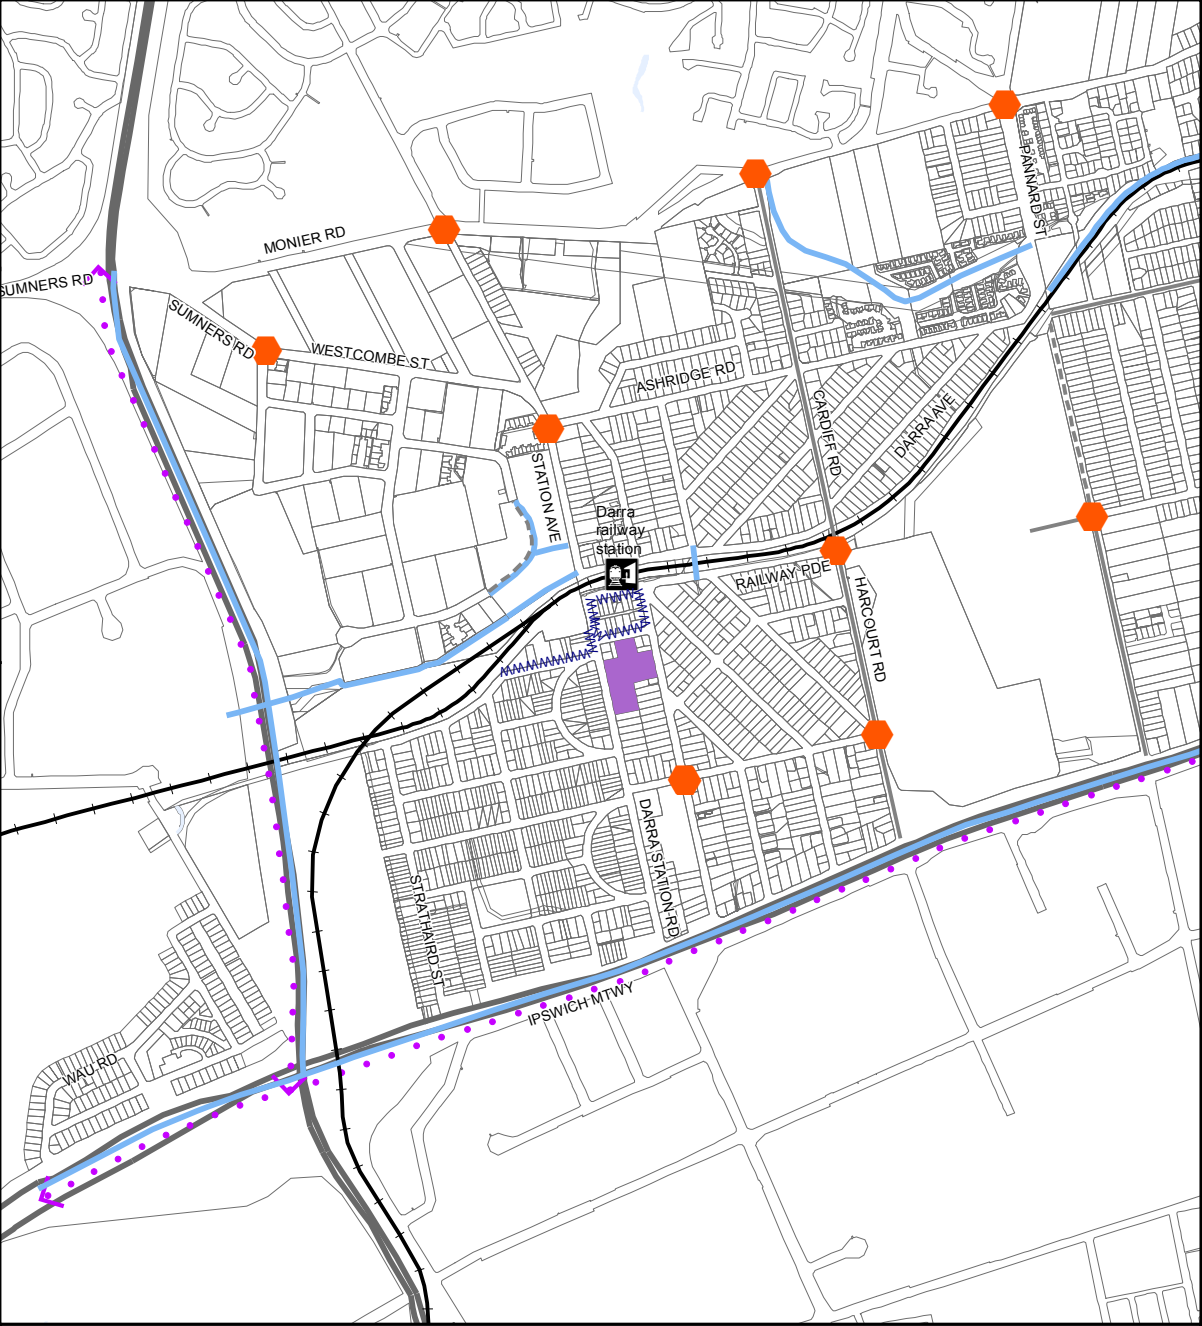 PANNARD ST
MONIER RD
SUMNERS RD
SUMNERS RD
WESTCOMBE ST
ASHRIDGE RD
CARDIFF RD
DARRA AVE
STATION AVE
Darra
railway
station
RAILWAY PDE
HARCOURT RD
DARRA STATION RD
STRATHAIRD ST
IPSWICH MTWY
WAU RD